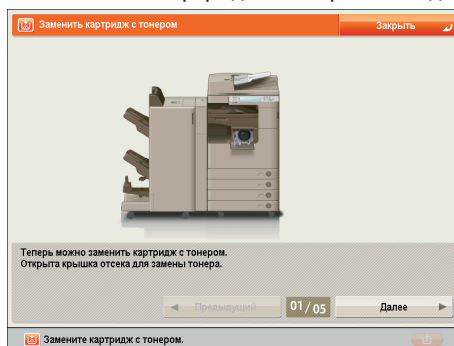 Заменить картридж с тонером
Закрыть
Теперь можно заменить картридж с тонером.
Открыта крышка отсека для замены тонера.
Предыдущий
01/05
Далее
Замените картридж с тонером.